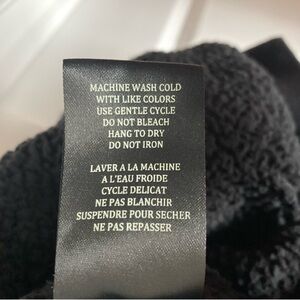 MACHINE WASH COLD
WITH LIKE COLORS
USE GENTLE CYCLE
DO NOT BLEACH
HANG TO DRY
DO NOT IRON
LAVER A LA MACHINE
A L'EAU FROIDE
CYCLE DELICAT
NE PAS BLANCHIR
SUSPENDRE POUR SECHER
NE PAS REPASSER